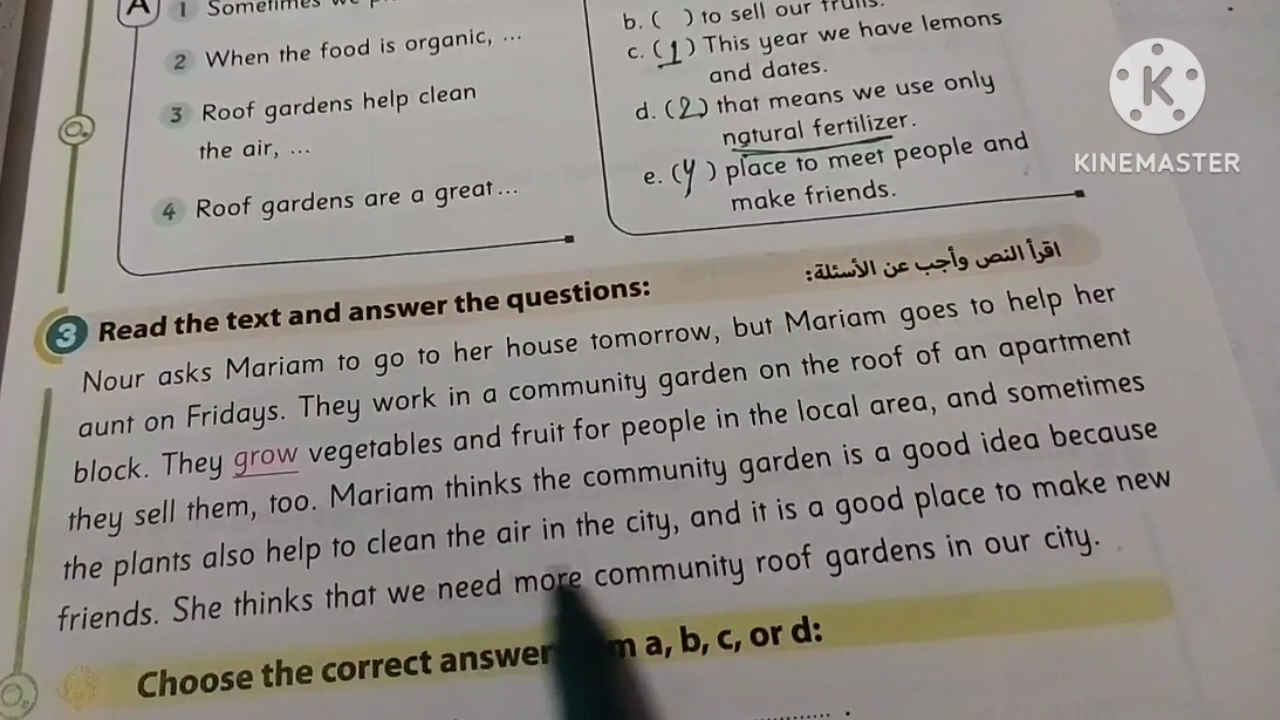 A
1 Sometimes we
2 When the food is organic, ...
3 Roof gardens help clean
the air, ...
4 Roof gardens are a great...
b. ( ) to sell our fruits.
c. (1) This year we have lemons
and dates.
d. (2) that means we use only
natural fertilizer.
e. (4) place to meet people and
make friends.
KINEMASTER
3 Read the text and answer the questions: اقرأ النص وأجب عن الأسئلة:
Nour asks Mariam to go to her house tomorrow, but Mariam goes to help her
aunt on Fridays. They work in a community garden on the roof of an apartment
block. They grow vegetables and fruit for people in the local area, and sometimes
they sell them, too. Mariam thinks the community garden is a good idea because
the plants also help to clean the air in the city, and it is a good place to make new
friends. She thinks that we need more community roof gardens in our city.
Choose the correct answer a, b, c, or d: